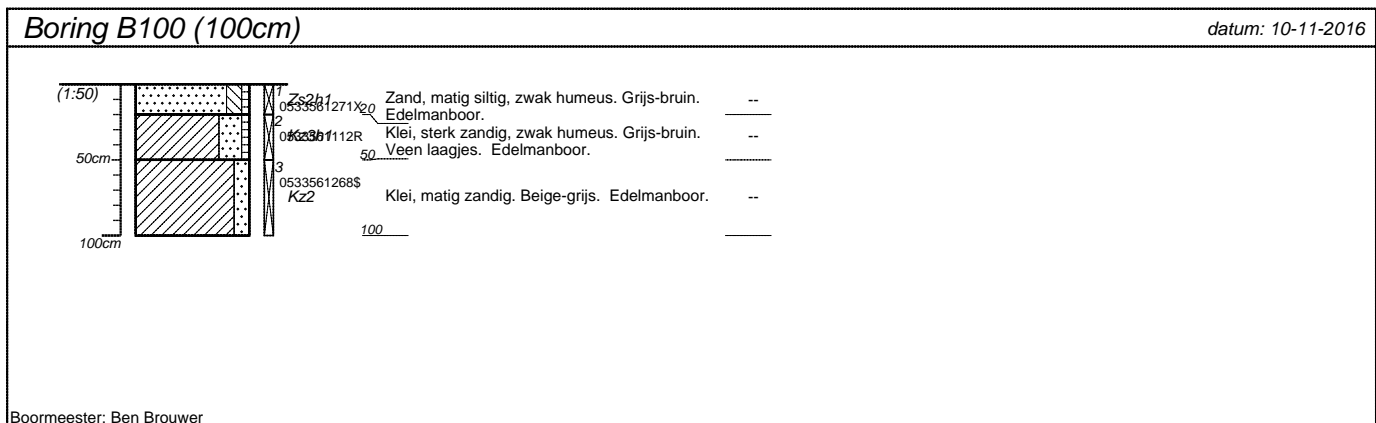 Boring B100 (100cm)
datum: 10-11-2016
(1:50)
1
Zs2h1
0533561271X
20
Zand, matig siltig, zwak humeus. Grijs-bruin.
Edelmanboor.
--
2
Kz3h1
50
Klei, sterk zandig, zwak humeus. Grijs-bruin.
Veen laagjes. Edelmanboor.
--
50cm
3
0533561268$
Kz2
Klei, matig zandig. Beige-grijs. Edelmanboor.
--
100
100cm
Boormeester: Ben Brouwer